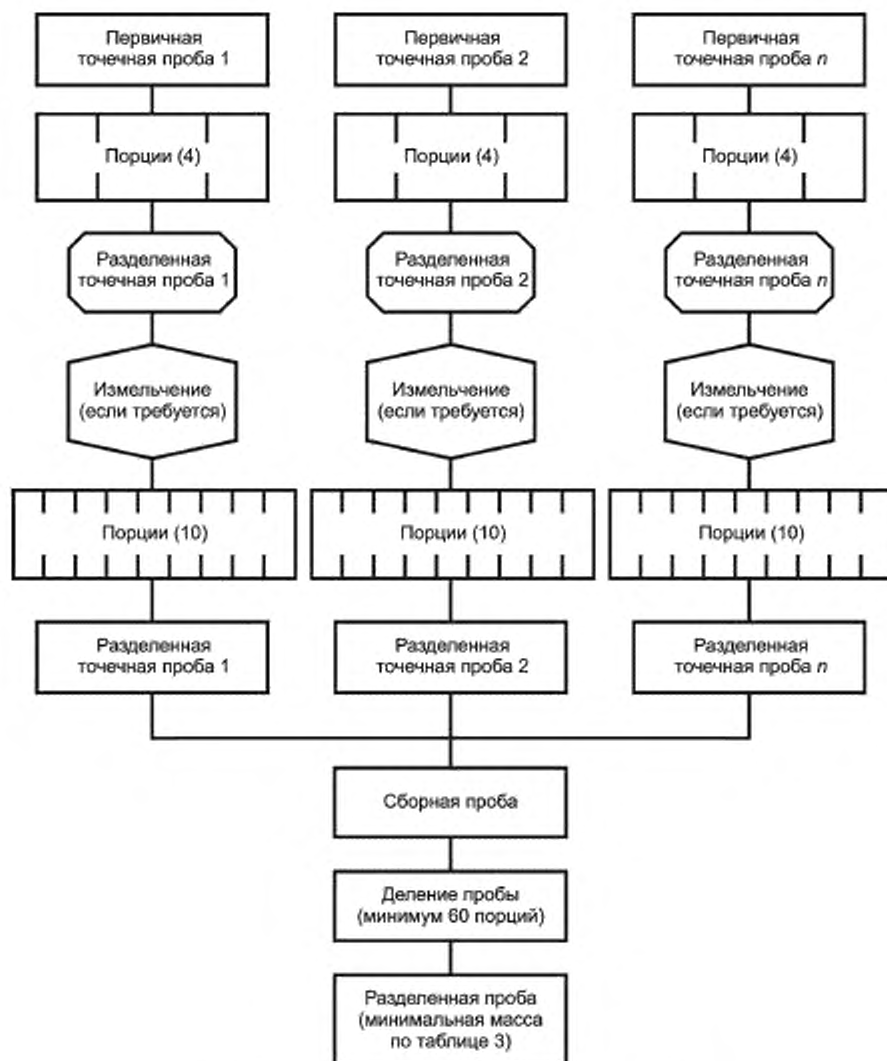 Первичная
точечная проба 1
Первичная
точечная проба 2
Первичная
точечная проба n
Порции (4)
Порции (4)
Порции (4)
Разделенная
точечная проба 1
Разделенная
точечная проба 2
Разделенная
точечная проба n
Измельчение
(если требуется)
Измельчение
(если требуется)
Измельчение
(если требуется)
Порции (10)
Порции (10)
Порции (10)
Разделенная
точечная проба 1
Разделенная
точечная проба 2
Разделенная
точечная проба n
Сборная проба
Деление пробы
(минимум 60 порций)
Разделенная проба
(минимальная масса
по таблице 3)